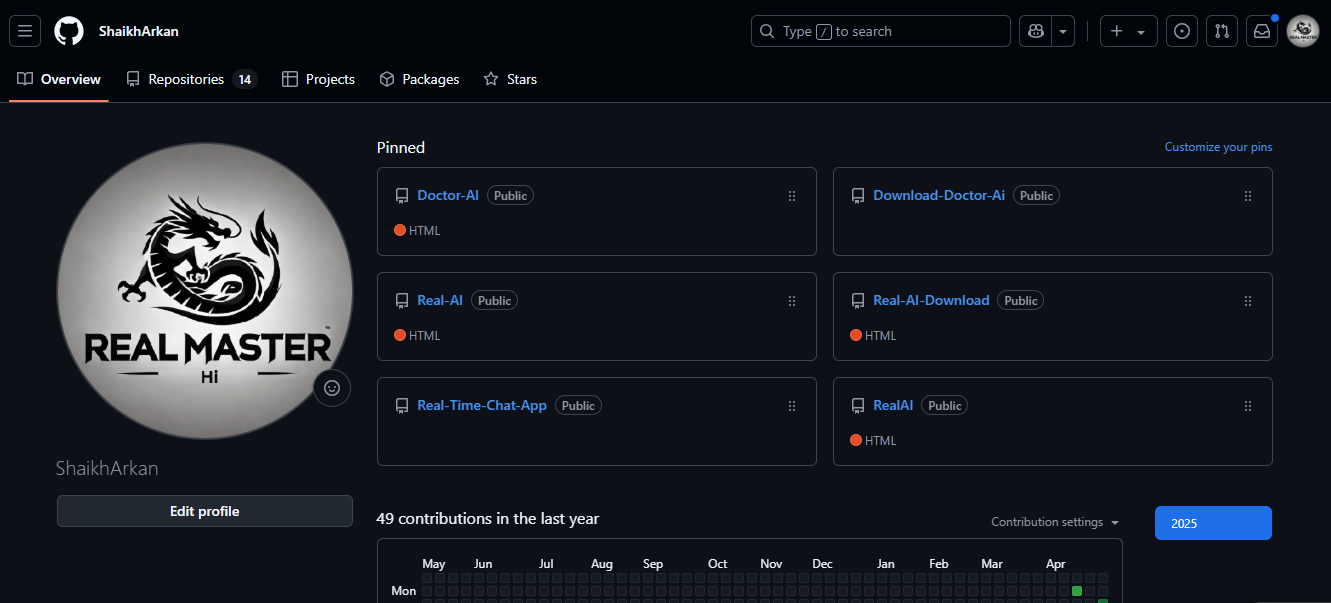 ShaikhArkan
Type / to search
Overview
Repositories 14
Projects
Packages
Stars
REAL MASTER
™
Hi
ShaikhArkan
Edit profile
Pinned
Customize your pins
Doctor-AI Public
HTML
Download-Doctor-Ai Public
Real-AI Public
HTML
Real-AI-Download Public
HTML
Real-Time-Chat-App Public
RealAI Public
HTML
49 contributions in the last year
Contribution settings
2025
May Jun Jul Aug Sep Oct Nov Dec Jan Feb Mar Apr
Mon